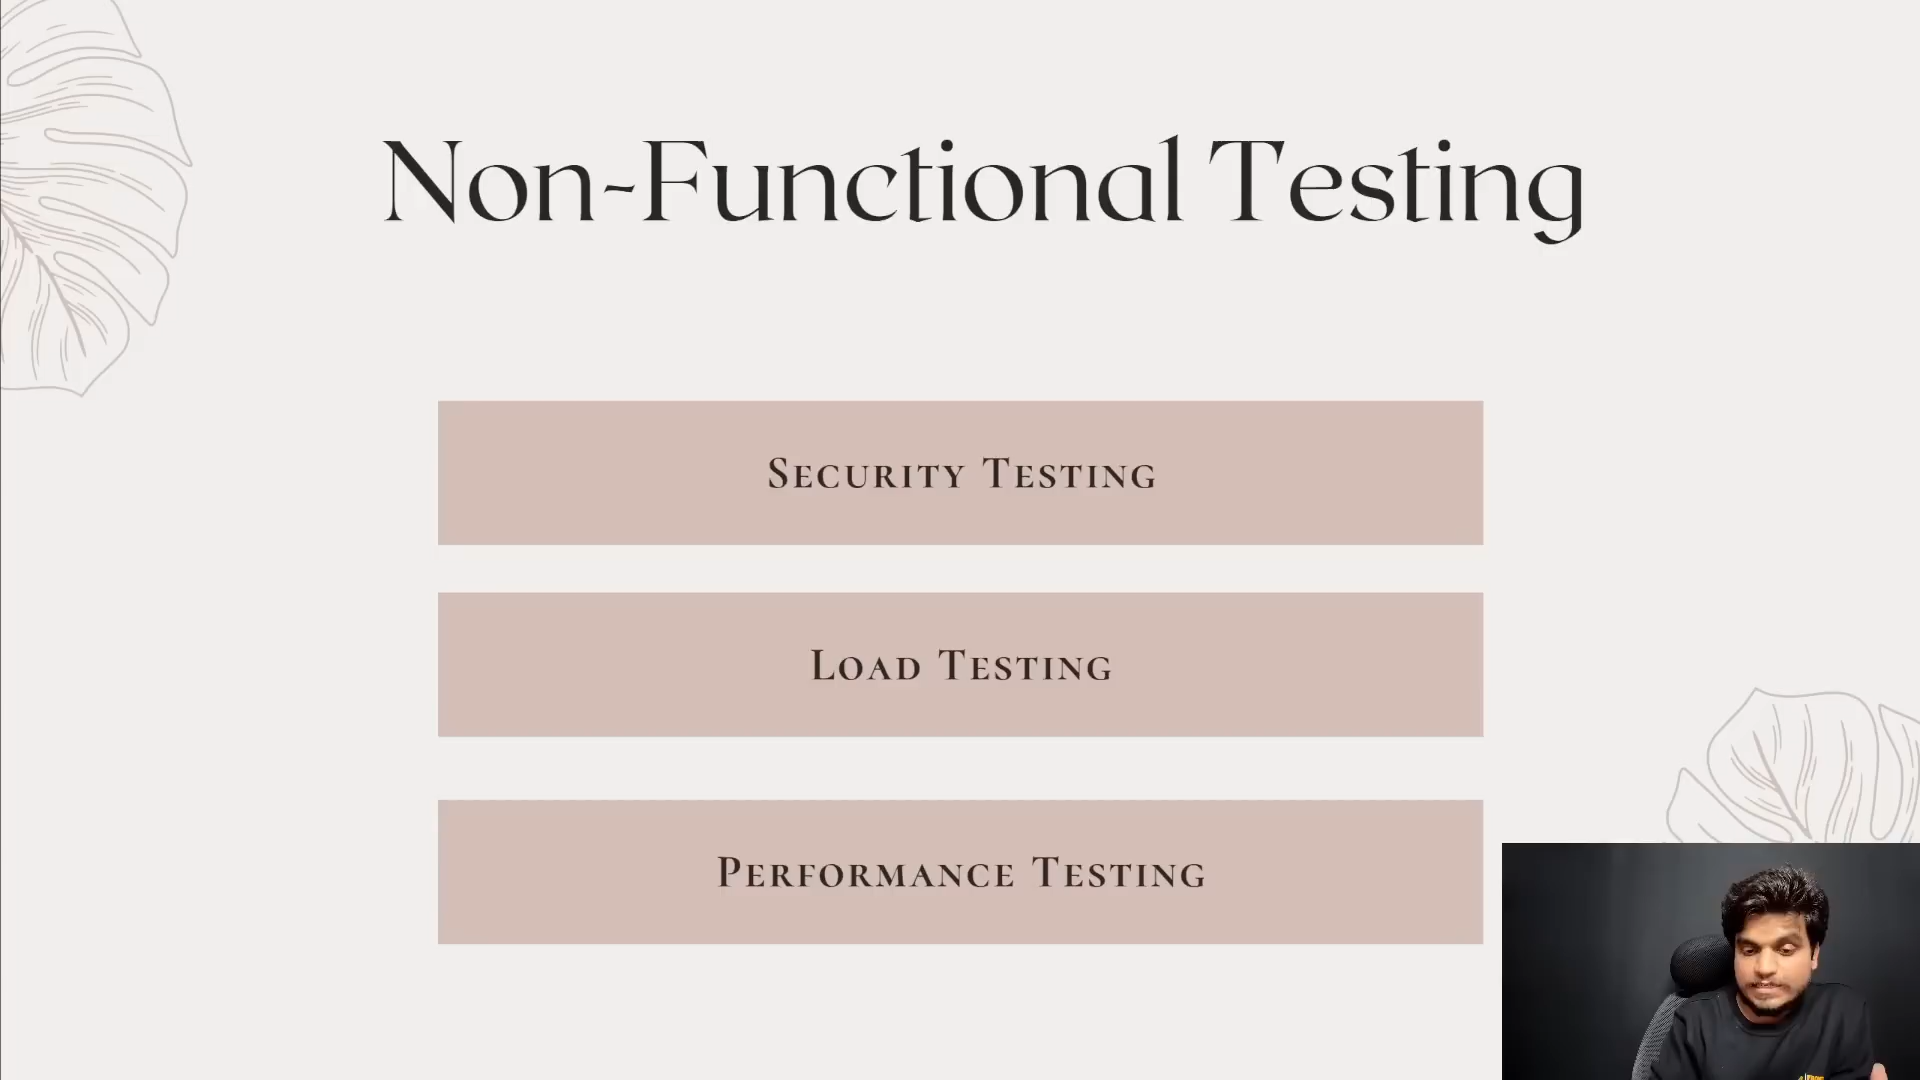 Non-Functional Testing
Security Testing
Load Testing
Performance Testing